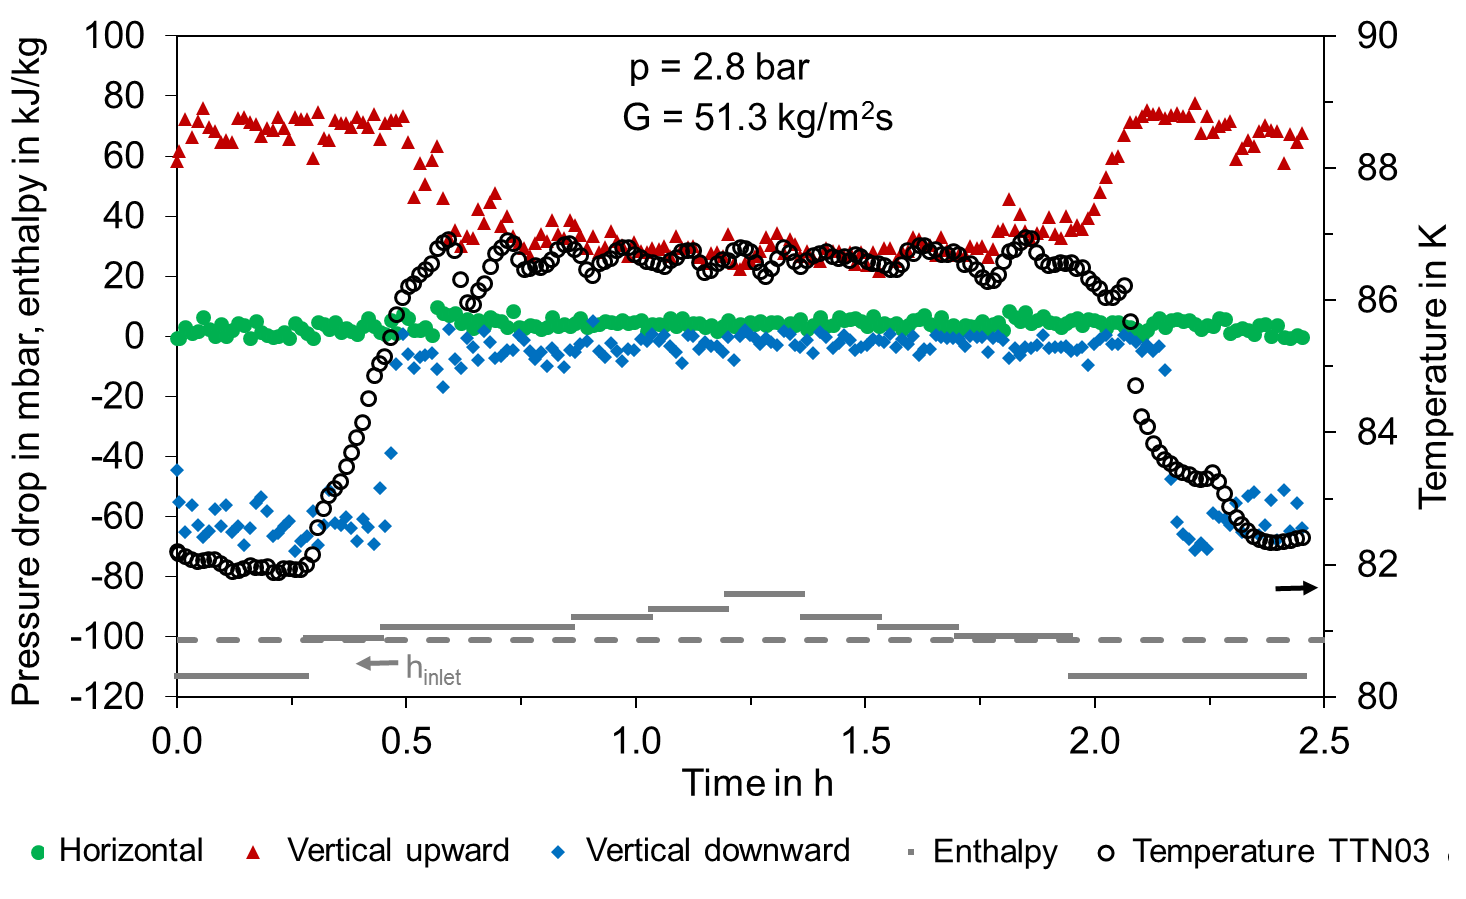 Pressure drop in mbar, enthalpy in kJ/kg
100
80
60
40
20
0
-20
-40
-60
-80
-100
-120
p = 2.8 bar
G = 51.3 kg/m²s
hinlet
90
88
86
84
82
80
Temperature in K
0.0 0.5 1.0 1.5 2.0 2.5
Time in h
Horizontal Vertical upward Vertical downward Enthalpy Temperature TTN03